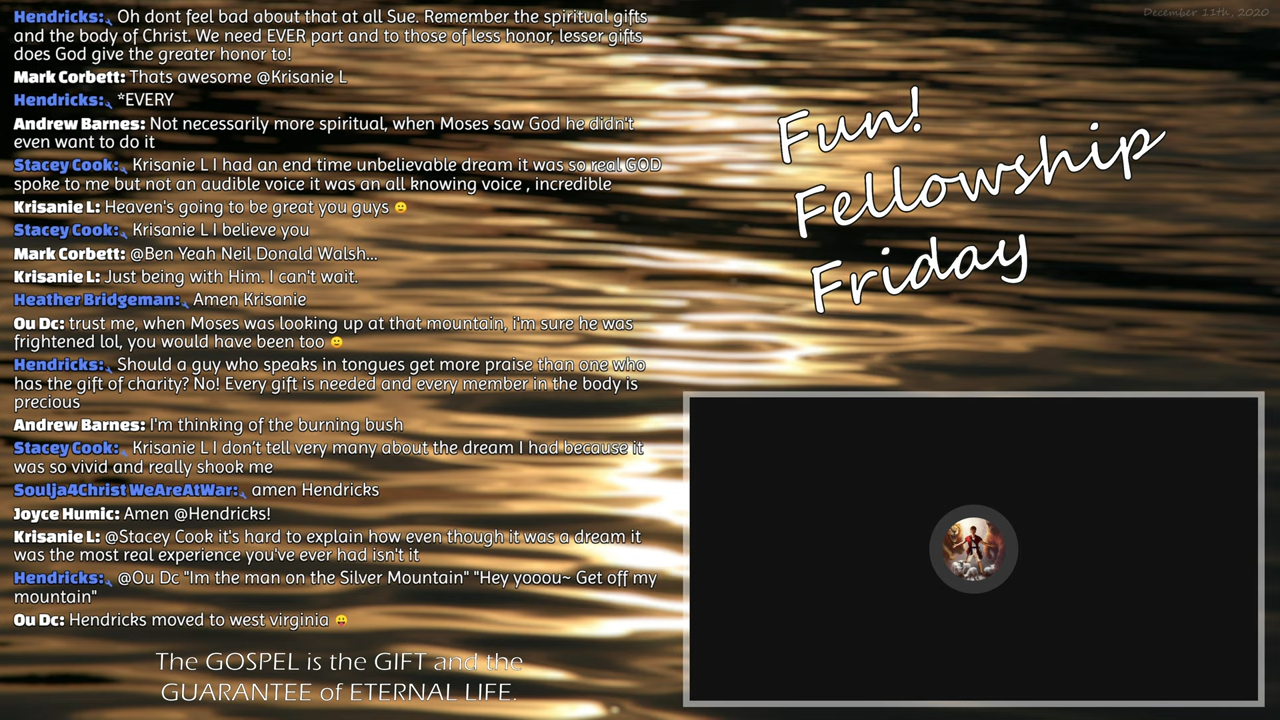 Hendricks: Oh dont feel bad about that at all Sue. Remember the spiritual gifts
and the body of Christ. We need EVER part and to those of less honor, lesser gifts
does God give the greater honor to!
Mark Corbett: Thats awesome @Krisanie L
Hendricks: *EVERY
Andrew Barnes: Not necessarily more spiritual, when Moses saw God he didn't
even want to do it
Stacey Cook: Krisanie L I had an end time unbelievable dream it was so real GOD
spoke to me but not an audible voice it was an all knowing voice , incredible
Krisanie L: Heaven's going to be great you guys 🙂
Stacey Cook: Krisanie L I believe you
Mark Corbett: @Ben Yeah Neil Donald Walsh...
Krisanie L: Just being with Him. I can't wait.
Heather Bridgeman: Amen Krisanie
Ou Dc: trust me, when Moses was looking up at that mountain, i'm sure he was
frightened lol, you would have been too 🙂
Hendricks: Should a guy who speaks in tongues get more praise than one who
has the gift of charity? No! Every gift is needed and every member in the body is
precious
Andrew Barnes: I'm thinking of the burning bush
Stacey Cook: Krisanie L I don't tell very many about the dream I had because it
was so vivid and really shook me
Soulja4Christ WeAreAtWar: amen Hendricks
Joyce Humic: Amen @Hendricks!
Krisanie L: @Stacey Cook it's hard to explain how even though it was a dream it
was the most real experience you've ever had isn't it
Hendricks: @Ou Dc "Im the man on the Silver Mountain" "Hey yooou~ Get off my
mountain"
Ou Dc: Hendricks moved to west virginia 😛
The GOSPEL is the GIFT and the
GUARANTEE of ETERNAL LIFE.
December 11th, 2020
Fun!
Fellowship
Friday